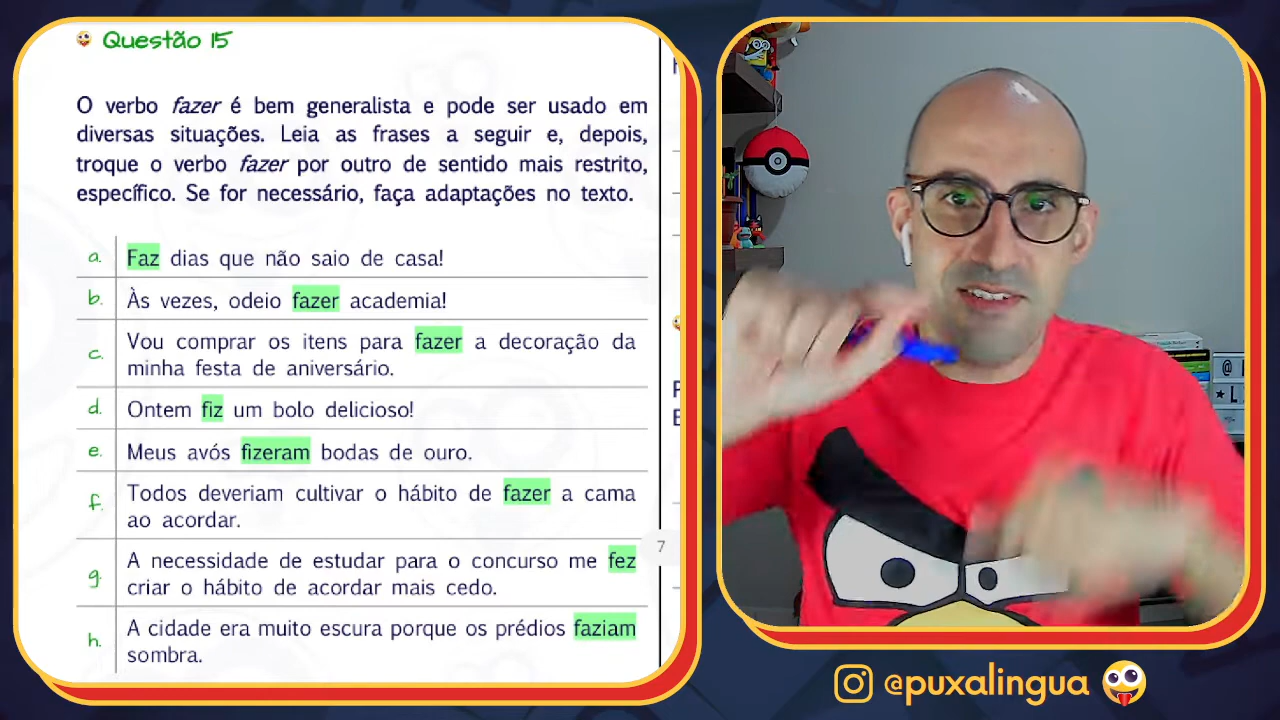 Questão 15
O verbo fazer é bem generalista e pode ser usado em
diversas situações. Leia as frases a seguir e, depois,
troque o verbo fazer por outro de sentido mais restrito,
específico. Se for necessário, faça adaptações no texto.
a. Faz dias que não saio de casa!
b. Às vezes, odeio fazer academia!
c. Vou comprar os itens para fazer a decoração da
minha festa de aniversário.
d. Ontem fiz um bolo delicioso!
e. Meus avós fizeram bodas de ouro.
f. Todos deveriam cultivar o hábito de fazer a cama
ao acordar.
g. A necessidade de estudar para o concurso me fez
criar o hábito de acordar mais cedo.
h. A cidade era muito escura porque os prédios faziam
sombra.
7
@puxalingua